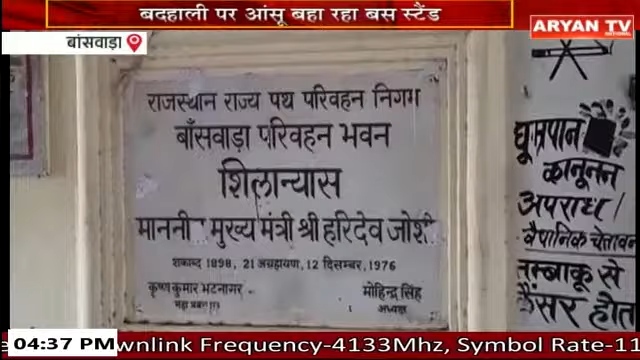 बदहाली पर आंसू बहा रहा बस स्टैंड
ARYAN TV
NATIONAL
बांसवाड़ा
राजस्थान राज्य पथ परिवहन निगम
बाँसवाड़ा परिवहन भवन
शिलान्यास
माननी मुख्य मंत्री श्री हरिदेव जोशी
शकाब्द 1898, 21 अग्रहायण, 12 दिसम्बर, 1976
कृष्ण कुमार भटनागर
महा प्रबन्धक
मोहिन्द्र सिंह
अध्यक्ष
धूम्रपान
कानूनन
अपराध
वैधानिक चेताव
तम्बाकू से
कैंसर होता
04:37 PM
wnlink Frequency-4133Mhz, Symbol Rate-11